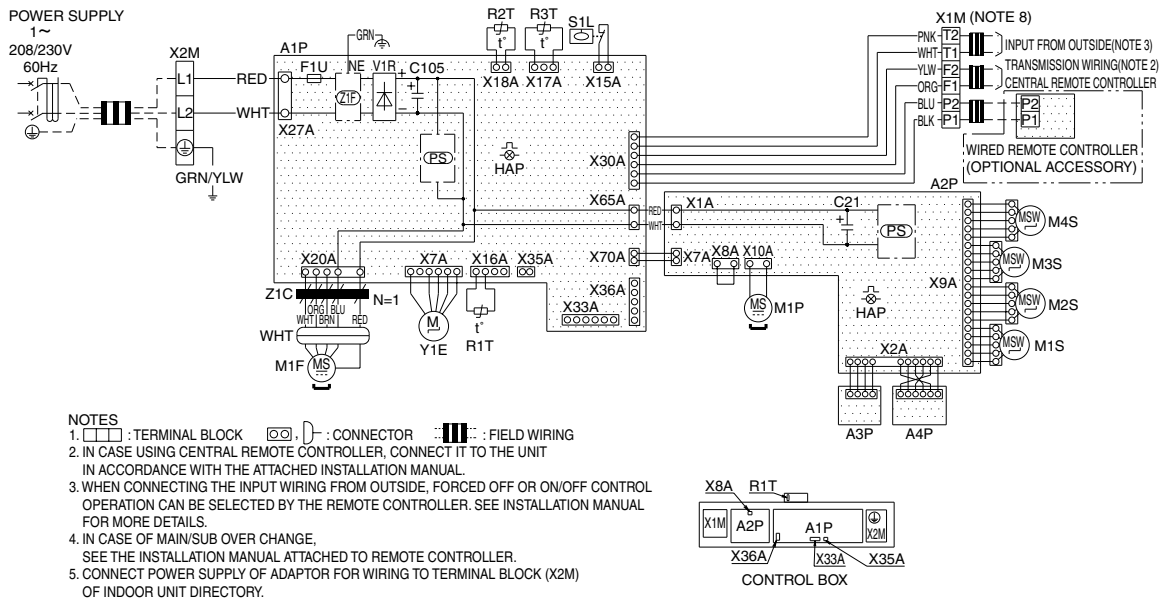 POWER SUPPLY
1~
208/230V
60Hz
X2M
L1
L2
GRN/YLW
RED
WHT
A1P
F1U
X27A
GRN
NE
Z1F
V1R
+
−
C105
+
PS
HAP
R2T
t°
X18A
R3T
t°
X17A
S1L
X15A
X30A
X65A
X70A
X36A
X33A
X35A
X16A
X7A
X20A
Z1C
N=1
ORG BLU
WHT BRN
RED
WHT
MS
M1F
M
Y1E
t°
R1T
X1M (NOTE 8)
PNK T2
WHT T1
YLW F2
ORG F1
BLU P2
BLK P1
INPUT FROM OUTSIDE(NOTE 3)
TRANSMISSION WIRING(NOTE 2)
CENTRAL REMOTE CONTROLLER
P2
P1
WIRED REMOTE CONTROLLER
(OPTIONAL ACCESSORY)
A2P
RED
WHT
X1A
C21
+
PS
X7A
X8A
X10A
MS
M1P
HAP
X9A
MSW
M4S
MSW
M3S
MSW
M2S
MSW
M1S
X2A
A3P
A4P
NOTES
1. : TERMINAL BLOCK , : CONNECTOR : FIELD WIRING
2. IN CASE USING CENTRAL REMOTE CONTROLLER, CONNECT IT TO THE UNIT
IN ACCORDANCE WITH THE ATTACHED INSTALLATION MANUAL.
3. WHEN CONNECTING THE INPUT WIRING FROM OUTSIDE, FORCED OFF OR ON/OFF CONTROL
OPERATION CAN BE SELECTED BY THE REMOTE CONTROLLER. SEE INSTALLATION MANUAL
FOR MORE DETAILS.
4. IN CASE OF MAIN/SUB OVER CHANGE,
SEE THE INSTALLATION MANUAL ATTACHED TO REMOTE CONTROLLER.
5. CONNECT POWER SUPPLY OF ADAPTOR FOR WIRING TO TERMINAL BLOCK (X2M)
OF INDOOR UNIT DIRECTORY.
X8A
R1T
X1M
A2P
A1P
X2M
X36A
X33A
X35A
CONTROL BOX